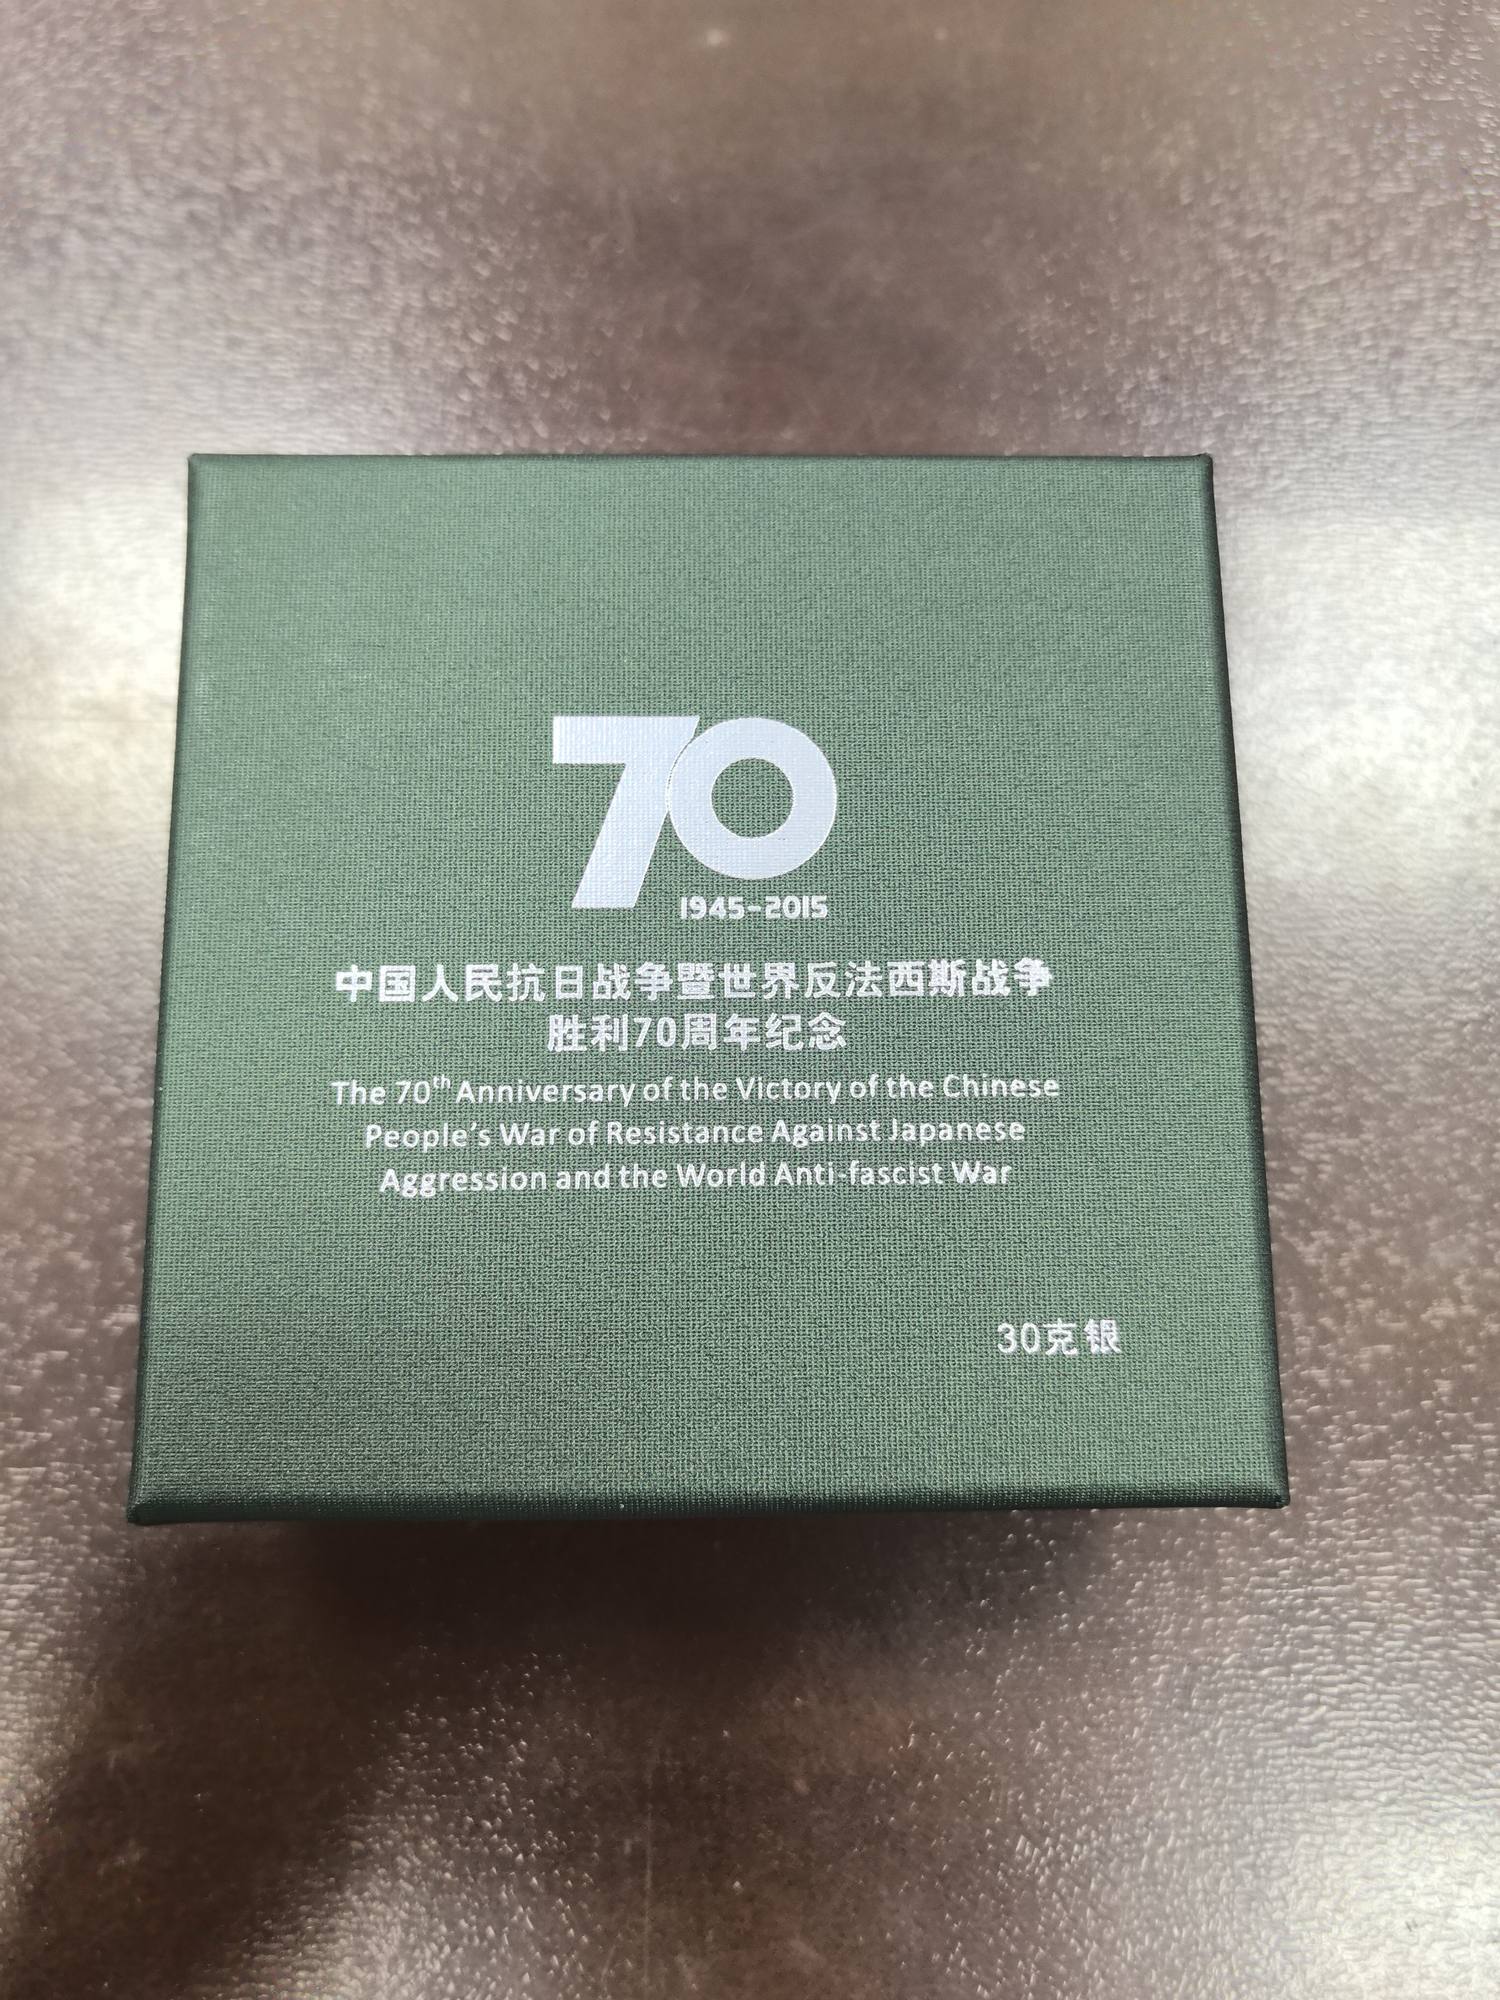 70
1945-2015
中国人民抗日战争暨世界反法西斯战争
胜利70周年纪念
The 70th Anniversary of the Victory of the Chinese
People's War of Resistance Against Japanese
Aggression and the World Anti-fascist War
30克银